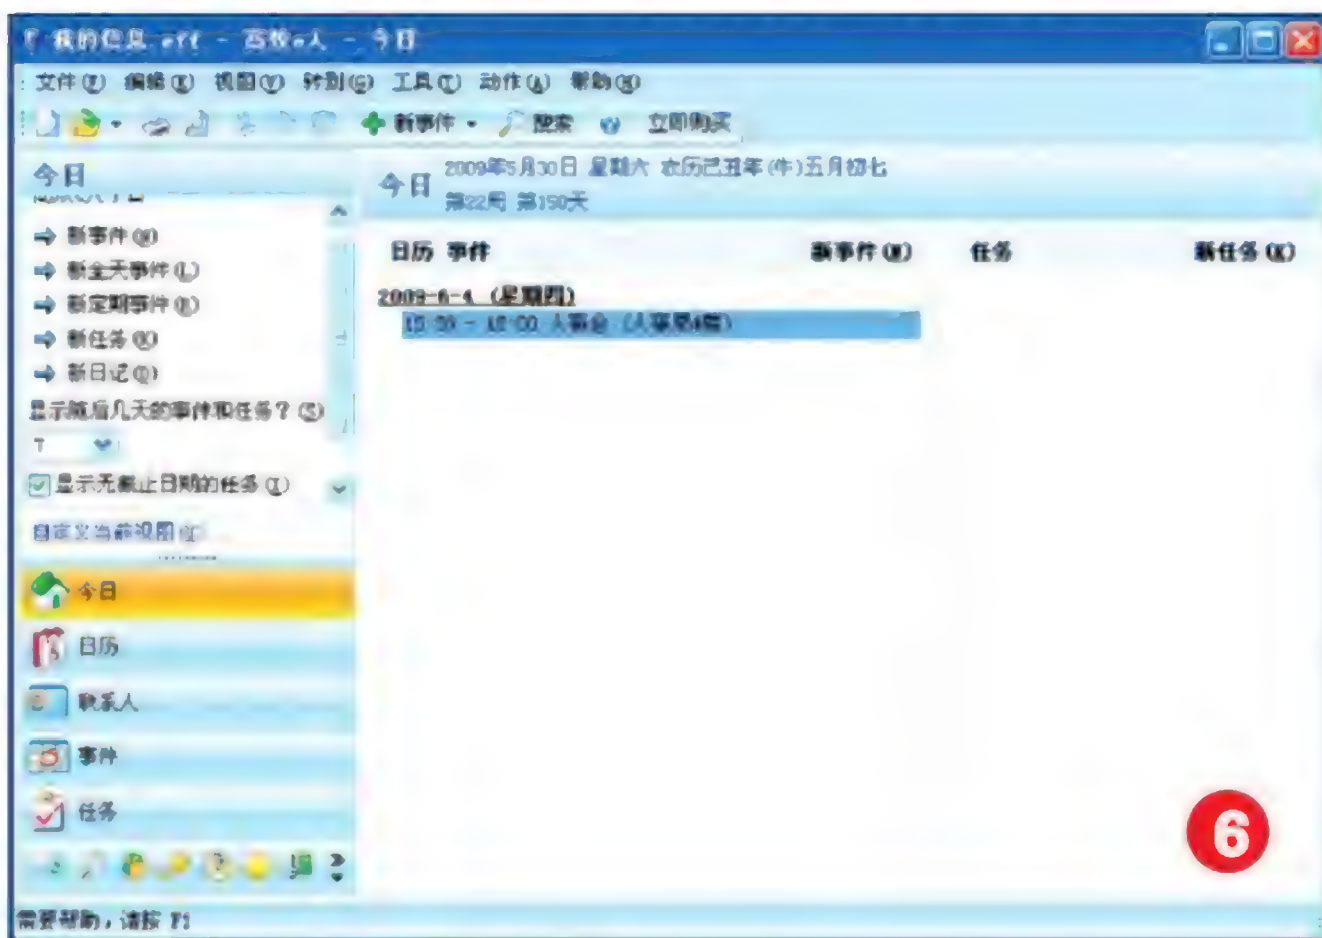 我的信息.eff - 高效e人 - 今日
文件(F) 编辑(E) 视图(V) 转到(G) 工具(T) 动作(A) 帮助(H)
新事件 搜索 立即购买
今日
新事件(N)
新全天事件(L)
新定期事件(R)
新任务(K)
新日记(D)
显示随后几天的事件和任务？(S)
7
显示无截止日期的任务(I)
自定义当前视图
今日
日历
联系人
事件
任务
今日 2009年5月30日 星期六 农历己丑年(牛)五月初七
第22周 第150天
日历 事件 新事件(N) 任务 新任务(K)
2009-6-4 (星期四)
6
需要帮助，请按 F1